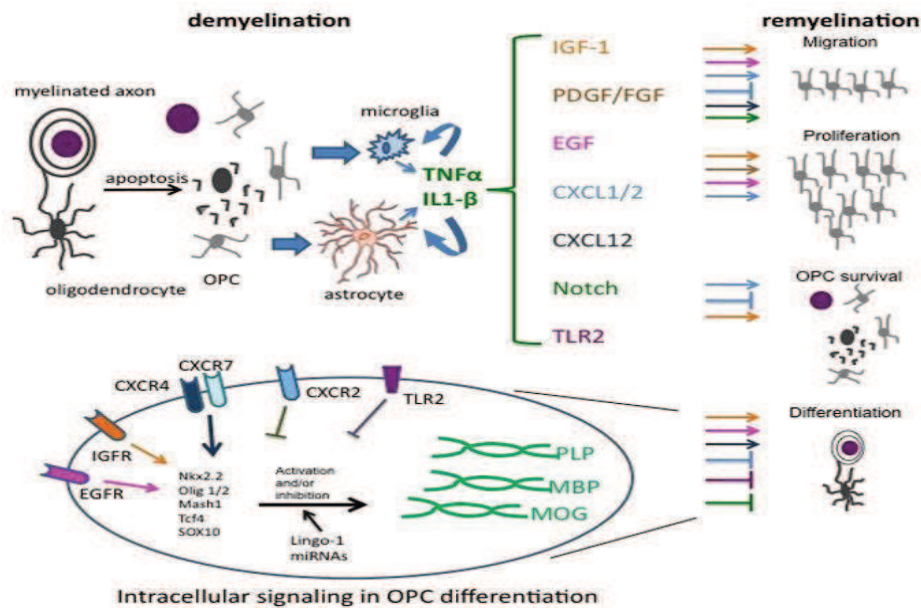 demyelination
remyelination
myelinated axon
apoptosis
oligodendrocyte
OPC
microglia
astrocyte
TNFα
IL1-β
IGF-1
PDGF/FGF
EGF
CXCL1/2
CXCL12
Notch
TLR2
Migration
Proliferation
OPC survival
Differentiation
CXCR4
CXCR7
CXCR2
TLR2
IGFR
EGFR
Nkx2.2
Olig 1/2
Mash1
Tcf4
SOX10
Activation
and/or
inhibition
Lingo-1
miRNAs
PLP
MBP
MOG
Intracellular signaling in OPC differentiation